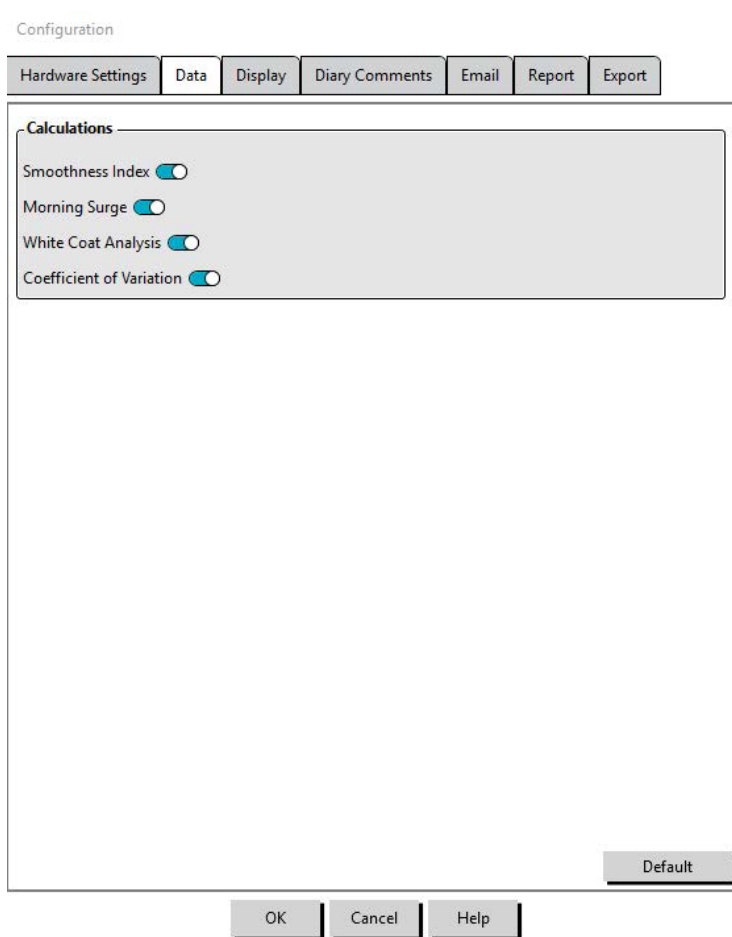 Configuration
Hardware Settings Data Display Diary Comments Email Report Export
Calculations
Smoothness Index
Morning Surge
White Coat Analysis
Coefficient of Variation
Default
OK Cancel Help